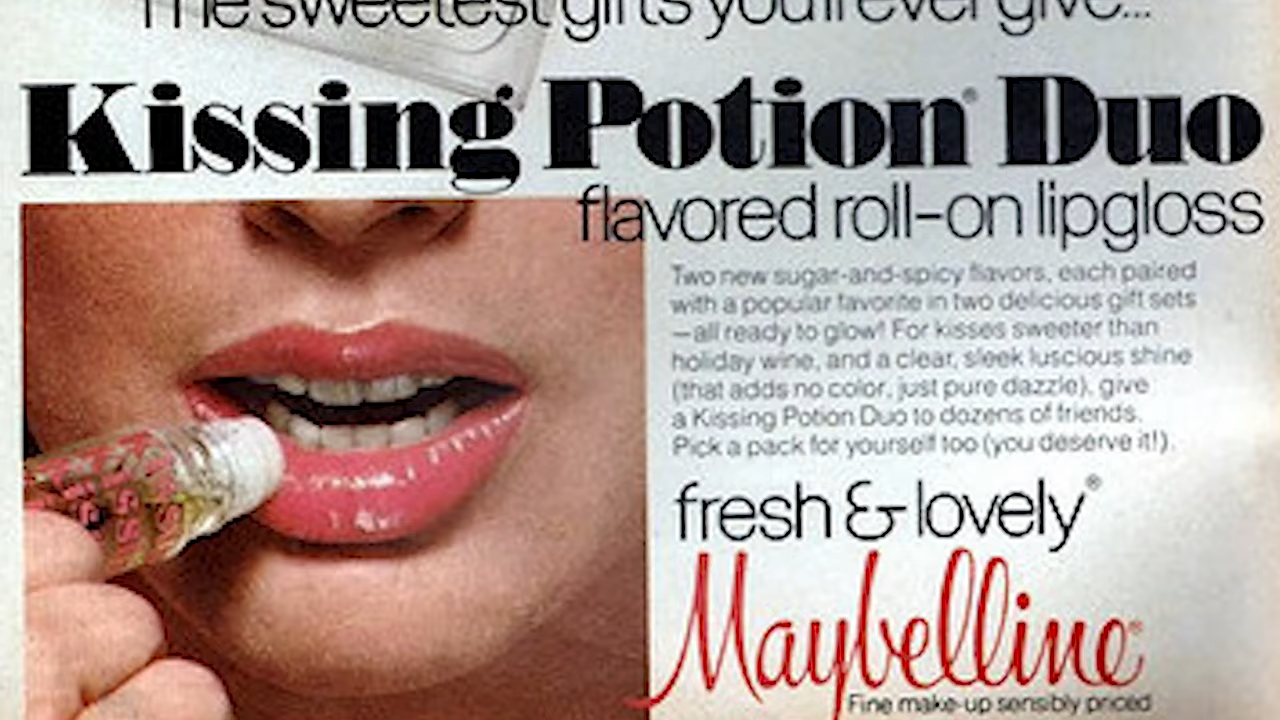 The sweetest gifts you'll ever give...
Kissing Potion® Duo
flavored roll-on lipgloss
Two new sugar-and-spicy flavors, each paired
with a popular favorite in two delicious gift sets
—all ready to glow! For kisses sweeter than
holiday wine, and a clear, sleek luscious shine
(that adds no color, just pure dazzle), give
a Kissing Potion Duo to dozens of friends.
Pick a pack for yourself too (you deserve it!).
fresh & lovely®
Maybelline®
Fine make-up sensibly priced